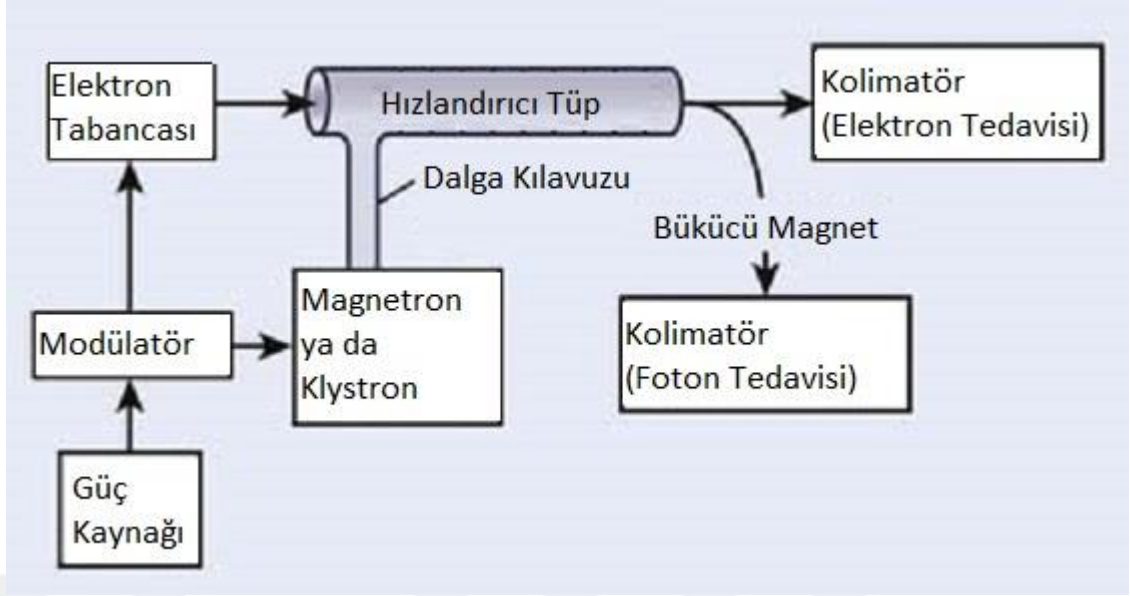 Elektron
Tabancası
Hızlandırıcı Tüp
Kolimatör
(Elektron Tedavisi)
Dalga Kılavuzu
Bükücü Magnet
Modülatör
Magnetron
ya da
Klystron
Kolimatör
(Foton Tedavisi)
Güç
Kaynağı